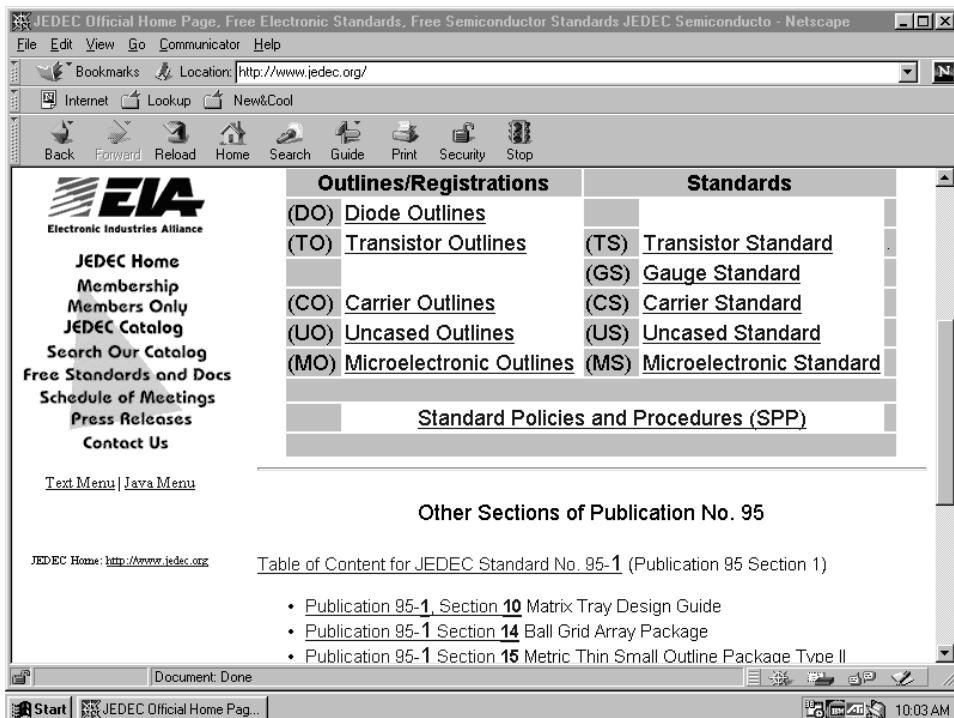 JEDEC Official Home Page, Free Electronic Standards, Free Semiconductor Standards JEDEC Semiconducto - Netscape
File Edit View Go Communicator Help
Bookmarks Location: http://www.jedec.org/
N
Internet Lookup New&Cool
Back Forward Reload Home Search Guide Print Security Stop
EIA
Electronic Industries Alliance
JEDEC Home
Membership
Members Only
JEDEC Catalog
Search Our Catalog
Free Standards and Docs
Schedule of Meetings
Press Releases
Contact Us
Text Menu | Java Menu
JEDEC Home: http://www.jedec.org
Outlines/Registrations Standards
(DO) Diode Outlines
(TO) Transistor Outlines (TS) Transistor Standard .
(GS) Gauge Standard
(CO) Carrier Outlines (CS) Carrier Standard
(UO) Uncased Outlines (US) Uncased Standard
(MO) Microelectronic Outlines (MS) Microelectronic Standard
Standard Policies and Procedures (SPP)
Other Sections of Publication No. 95
Table of Content for JEDEC Standard No. 95-1 (Publication 95 Section 1)
• Publication 95-1, Section 10 Matrix Tray Design Guide
• Publication 95-1 Section 14 Ball Grid Array Package
• Publication 95-1 Section 15 Metric Thin Small Outline Package Type II
Document: Done
Start JEDEC Official Home Pag... 10:03 AM